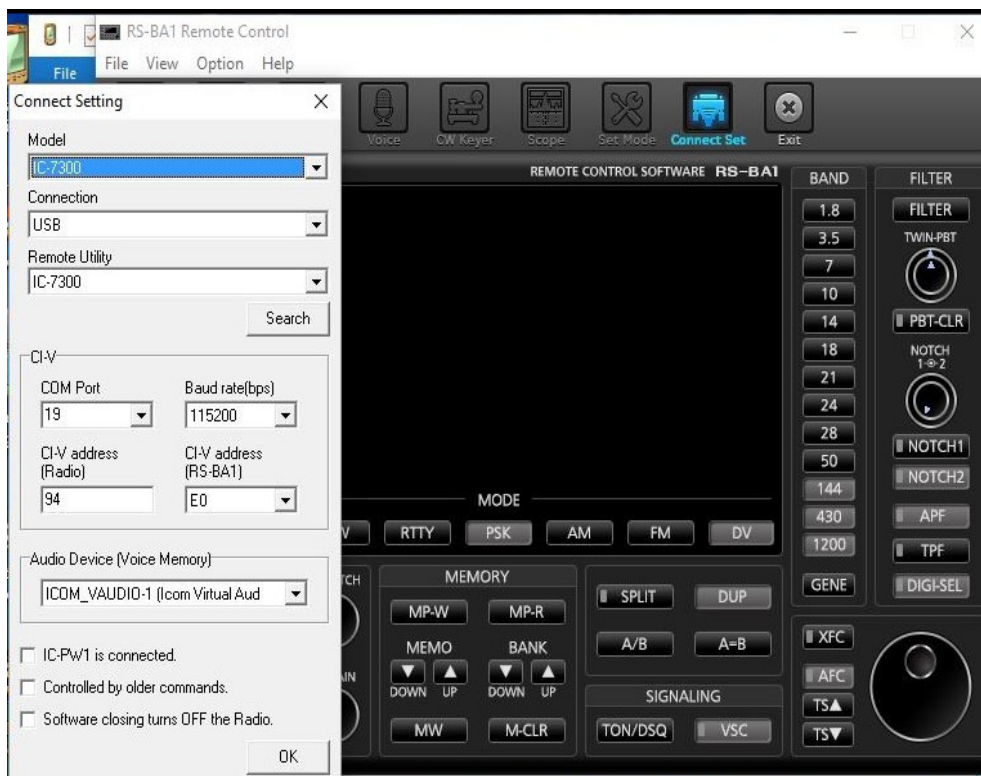 RS-BA1 Remote Control
File
File View Option Help
Connect Setting
Voice
CW Keyer
Scope
Set Mode
Connect Set
Exit
Model
IC-7300
Connection
USB
Remote Utility
IC-7300
Search
CI-V
COM Port Baud rate(bps)
19 115200
CI-V address CI-V address
(Radio) (RS-BA1)
94 E0
Audio Device (Voice Memory)
ICOM_VAUDIO-1 (Icom Virtual Aud
IC-PW1 is connected.
Controlled by older commands.
Software closing turns OFF the Radio.
OK
REMOTE CONTROL SOFTWARE RS-BA1
MODE
RTTY PSK AM FM DV
MEMORY
MP-W MP-R
MEMO BANK
DOWN UP DOWN UP
MW M-CLR
SPLIT DUP
A/B A=B
SIGNALING
TON/DSQ VSC
BAND
1.8
3.5
7
10
14
18
21
24
28
50
144
430
1200
GENE
FILTER
FILTER
TWIN-PBT
PBT-CLR
NOTCH
1 2
NOTCH1
NOTCH2
APF
TPF
DIGI-SEL
XFC
AFC
TS▲
TS▼